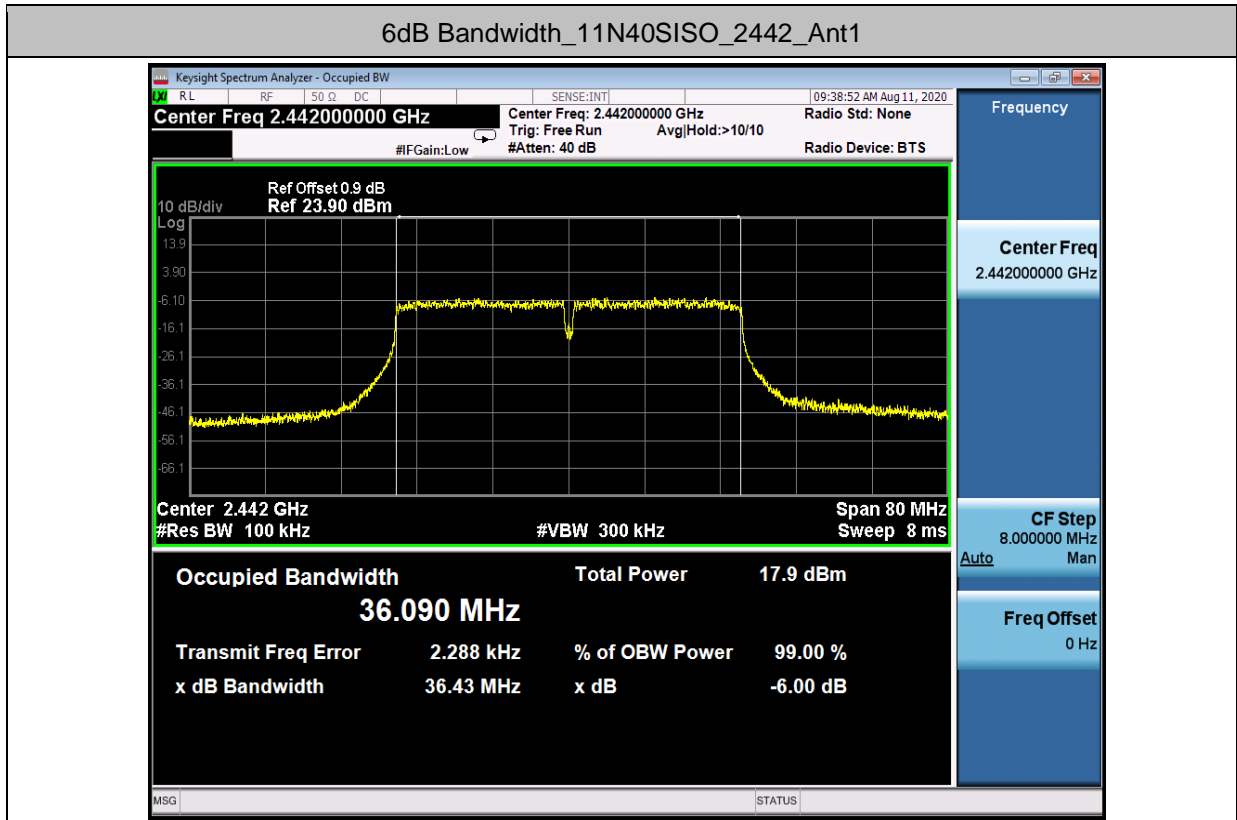 6dB Bandwidth_11N40SISO_2442_Ant1
Keysight Spectrum Analyzer - Occupied BW
LXI RL RF 50 Ω DC SENSE:INT 09:38:52 AM Aug 11, 2020
Center Freq 2.442000000 GHz
Center Freq: 2.442000000 GHz
Radio Std: None
Trig: Free Run Avg|Hold:>10/10
#IFGain:Low #Atten: 40 dB Radio Device: BTS
Ref Offset 0.9 dB
10 dB/div Ref 23.90 dBm
Log
13.9
3.90
-6.10
-16.1
-26.1
-36.1
-46.1
-56.1
-66.1
Center 2.442 GHz Span 80 MHz
#Res BW 100 kHz #VBW 300 kHz Sweep 8 ms
Occupied Bandwidth Total Power 17.9 dBm
36.090 MHz
Transmit Freq Error 2.288 kHz % of OBW Power 99.00 %
x dB Bandwidth 36.43 MHz x dB -6.00 dB
Frequency
Center Freq
2.442000000 GHz
CF Step
8.000000 MHz
Auto Man
Freq Offset
0 Hz
MSG STATUS